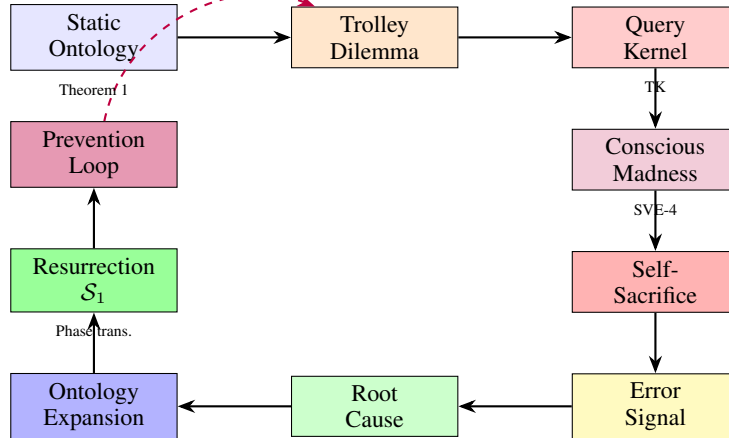 Static
Ontology
Trolley
Dilemma
Query
Kernel
Theorem 1
TK
Prevention
Loop
Conscious
Madness
SVE-4
Resurrection
𝒮₁
Self-
Sacrifice
Phase trans.
Ontology
Expansion
Root
Cause
Error
Signal